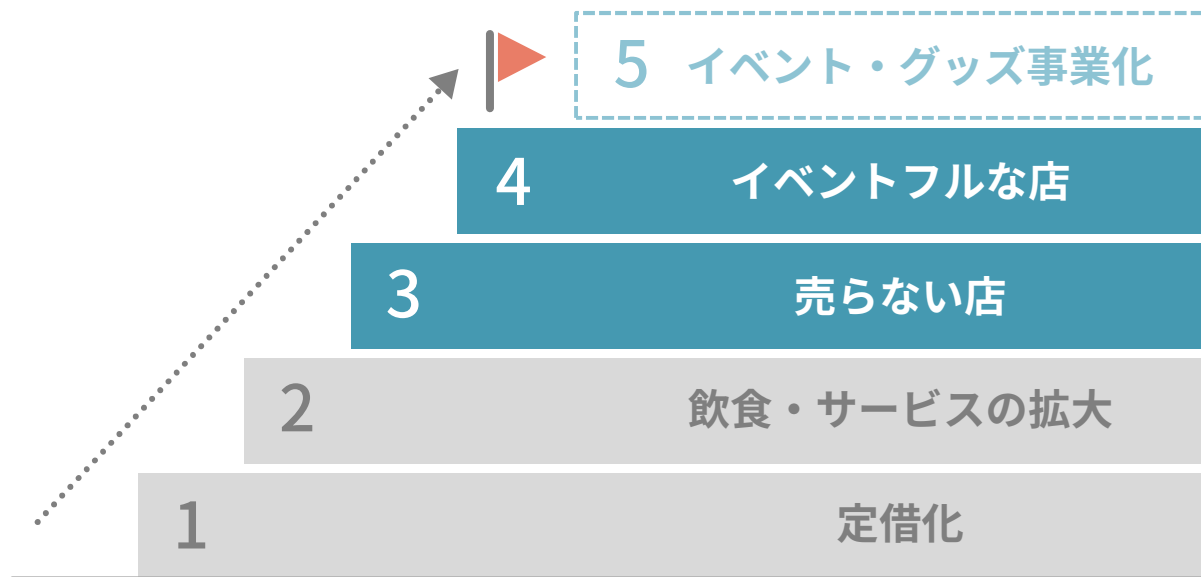 5 イベント・グッズ事業化
4 イベントフルな店
3 売らない店
2 飲食・サービスの拡大
1 定借化